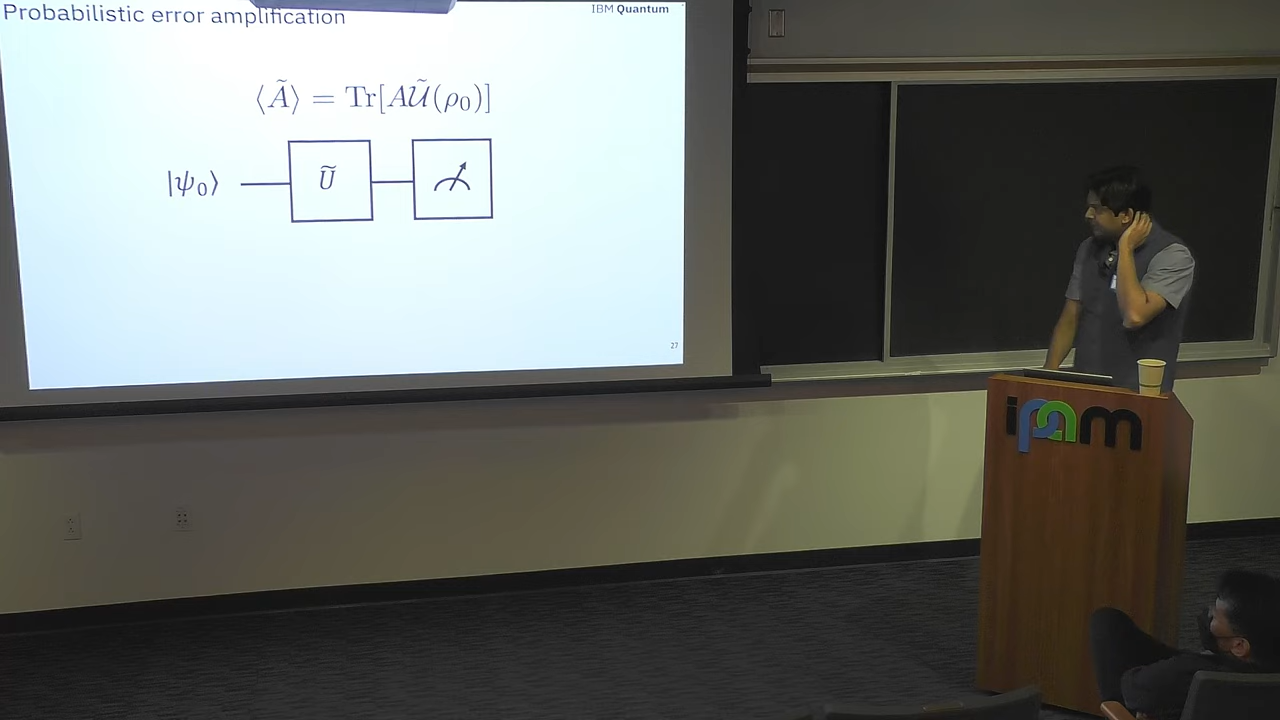 Probabilistic error amplification
IBM Quantum
⟨Ã⟩ = Tr[A𝒰̃(ρ₀)]
|ψ₀⟩
Ũ
27
ipam